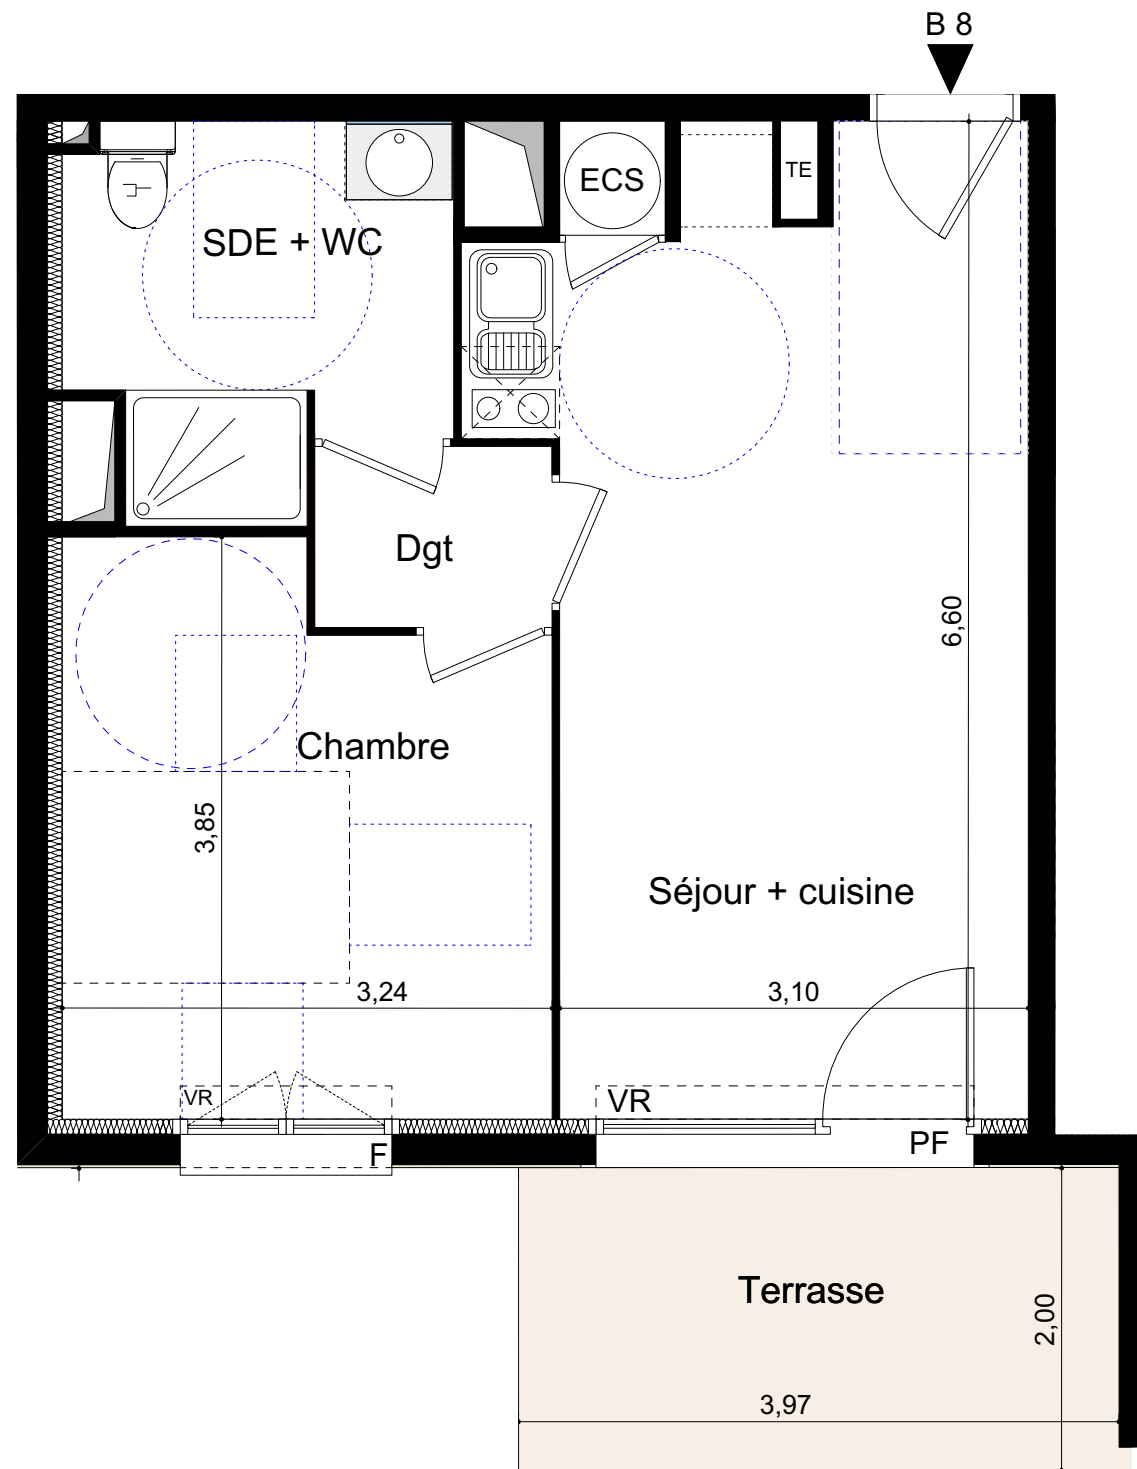 B 8
ECS
TE
SDE + WC
Dgt
6,60
Chambre
3,85
Séjour + cuisine
3,24
3,10
VR
VR
F
PF
Terrasse
2,00
3,97